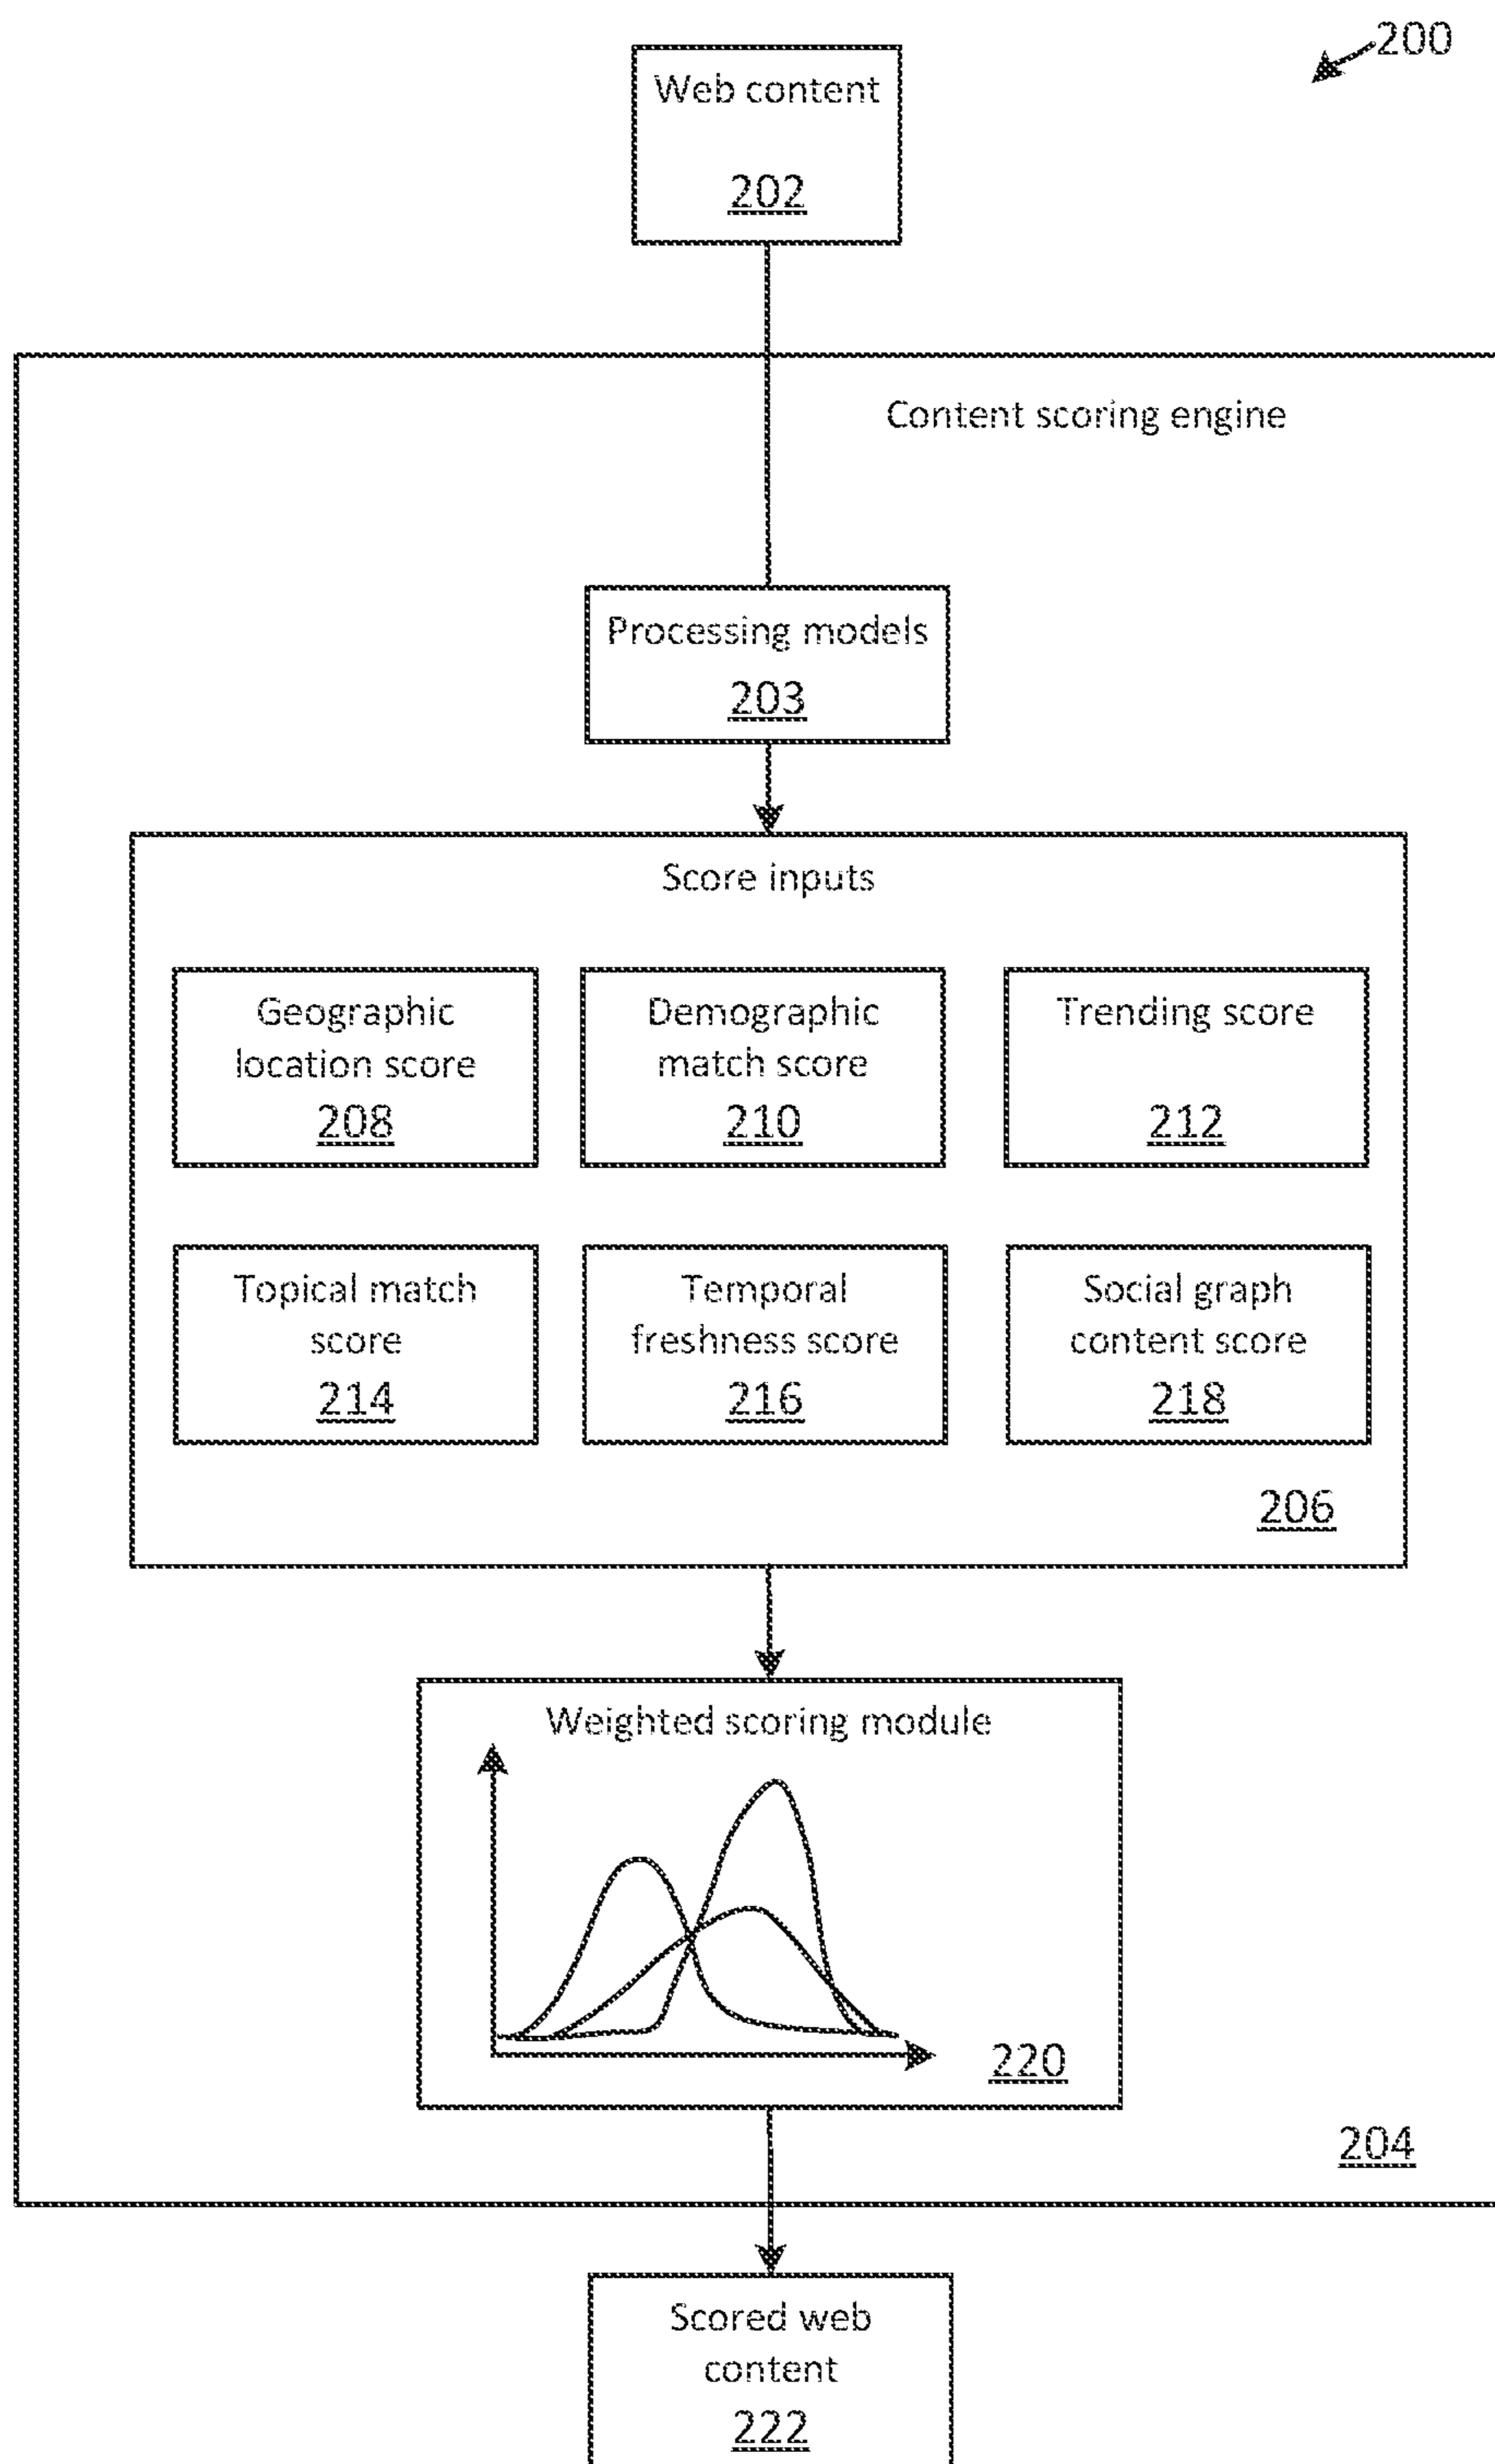 200
Web content
202
Content scoring engine
Processing models
203
Score inputs
Geographic
location score
208
Demographic
match score
210
Trending score
212
Topical match
score
214
Temporal
freshness score
216
Social graph
content score
218
206
Weighted scoring module
220
204
Scored web
content
222